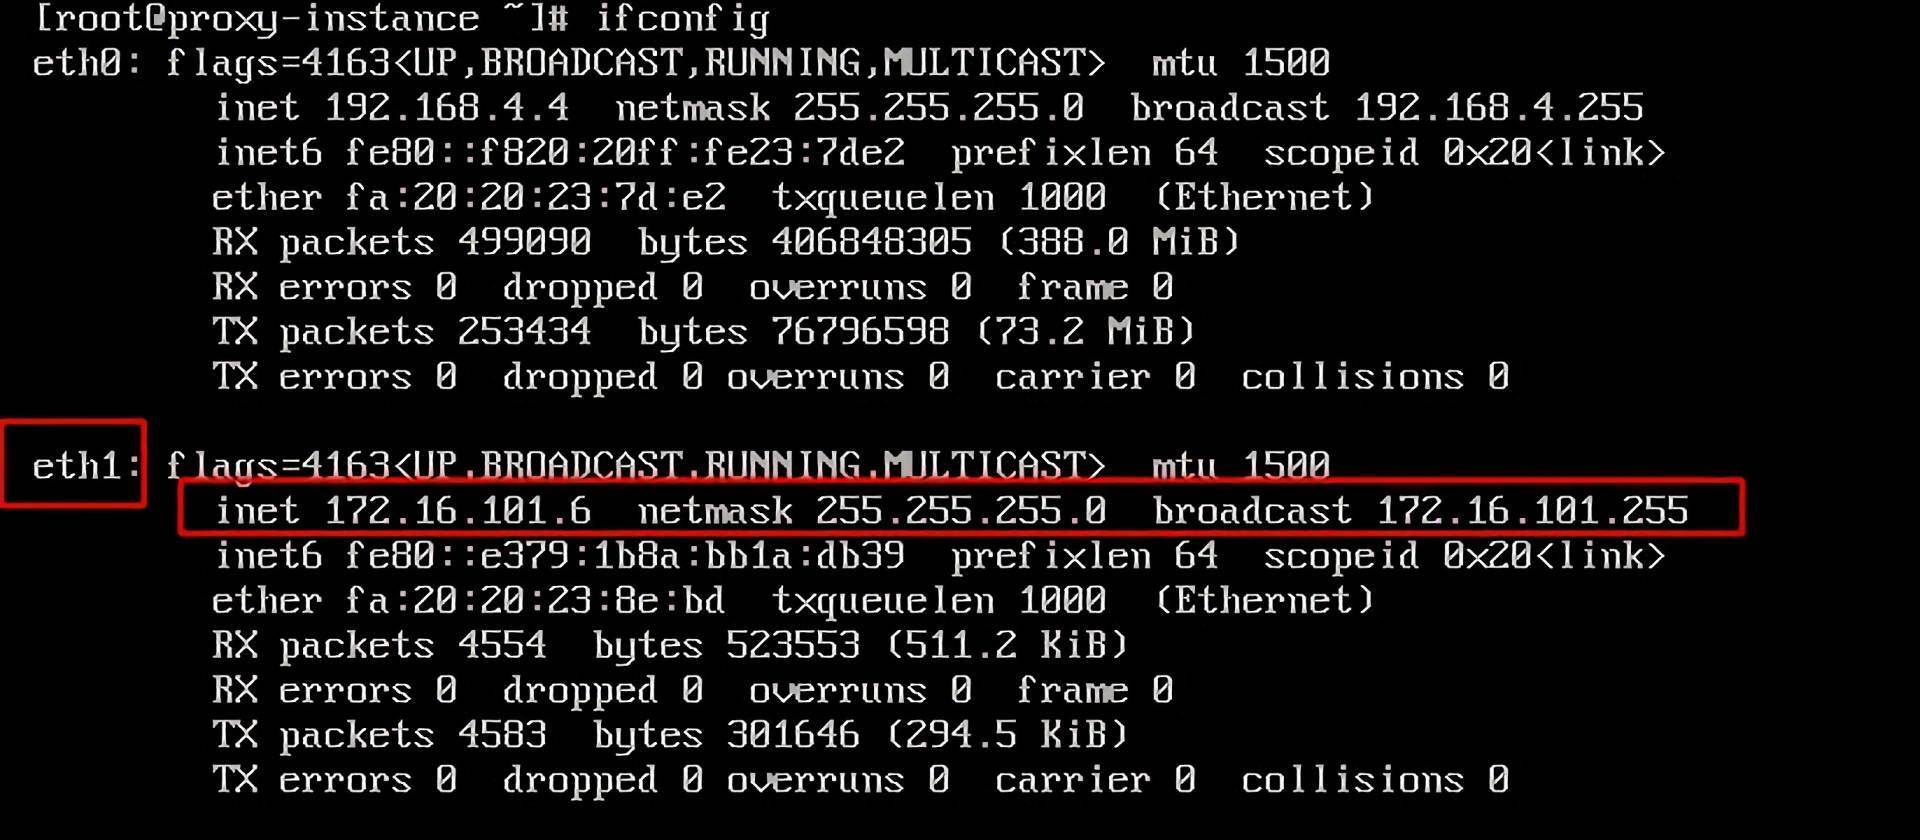 [root@proxy-instance ~]# ifconfig
eth0: flags=4163<UP,BROADCAST,RUNNING,MULTICAST>  mtu 1500
        inet 192.168.4.4  netmask 255.255.255.0  broadcast 192.168.4.255
        inet6 fe80::f820:20ff:fe23:7de2  prefixlen 64  scopeid 0x20<link>
        ether fa:20:20:23:7d:e2  txqueuelen 1000  (Ethernet)
        RX packets 499090  bytes 406848305 (388.0 MiB)
        RX errors 0  dropped 0  overruns 0  frame 0
        TX packets 253434  bytes 76796598 (73.2 MiB)
        TX errors 0  dropped 0 overruns 0  carrier 0  collisions 0
eth1: flags=4163<UP,BROADCAST,RUNNING,MULTICAST>  mtu 1500
        inet 172.16.101.6  netmask 255.255.255.0  broadcast 172.16.101.255
        inet6 fe80::e379:1b8a:bb1a:db39  prefixlen 64  scopeid 0x20<link>
        ether fa:20:20:23:8e:bd  txqueuelen 1000  (Ethernet)
        RX packets 4554  bytes 523553 (511.2 KiB)
        RX errors 0  dropped 0  overruns 0  frame 0
        TX packets 4583  bytes 301646 (294.5 KiB)
        TX errors 0  dropped 0 overruns 0  carrier 0  collisions 0